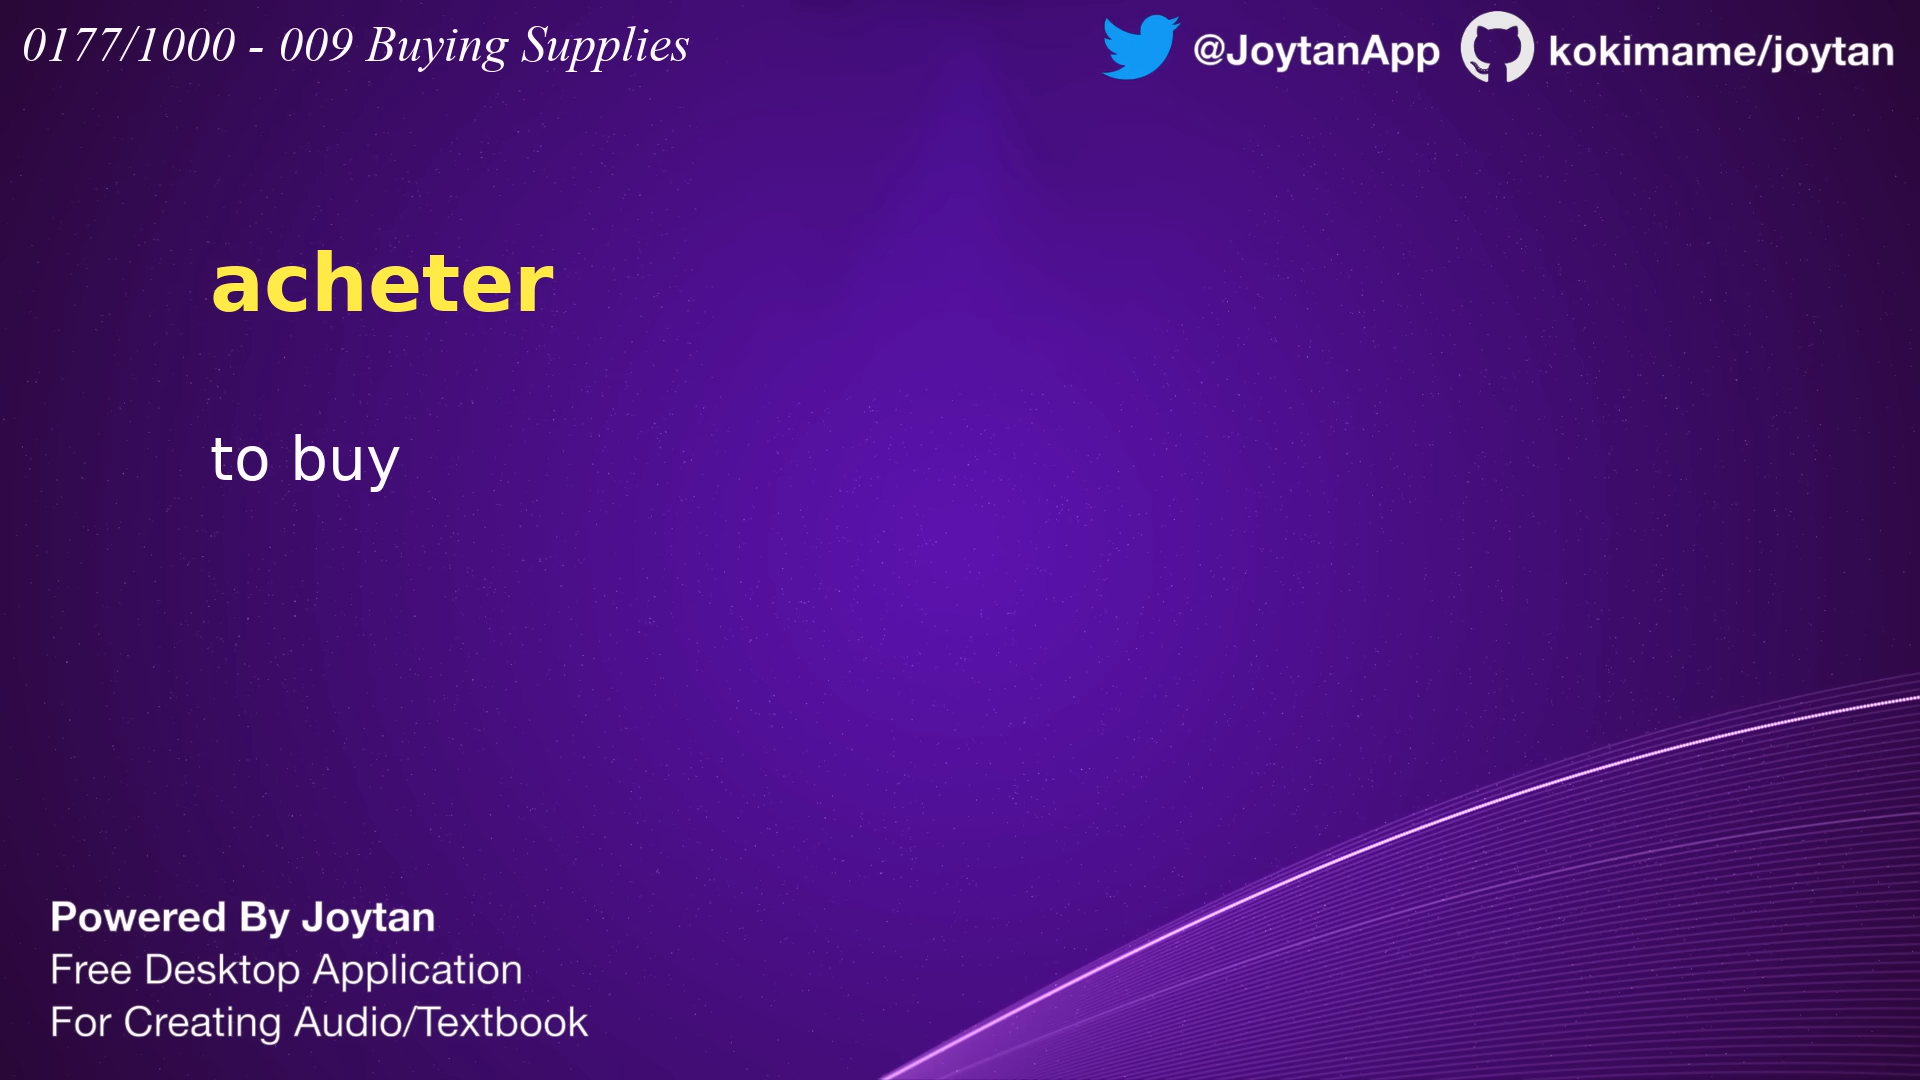 0177/1000 - 009 Buying Supplies
@JoytanApp
kokimame/joytan
acheter
to buy
Powered By Joytan
Free Desktop Application
For Creating Audio/Textbook